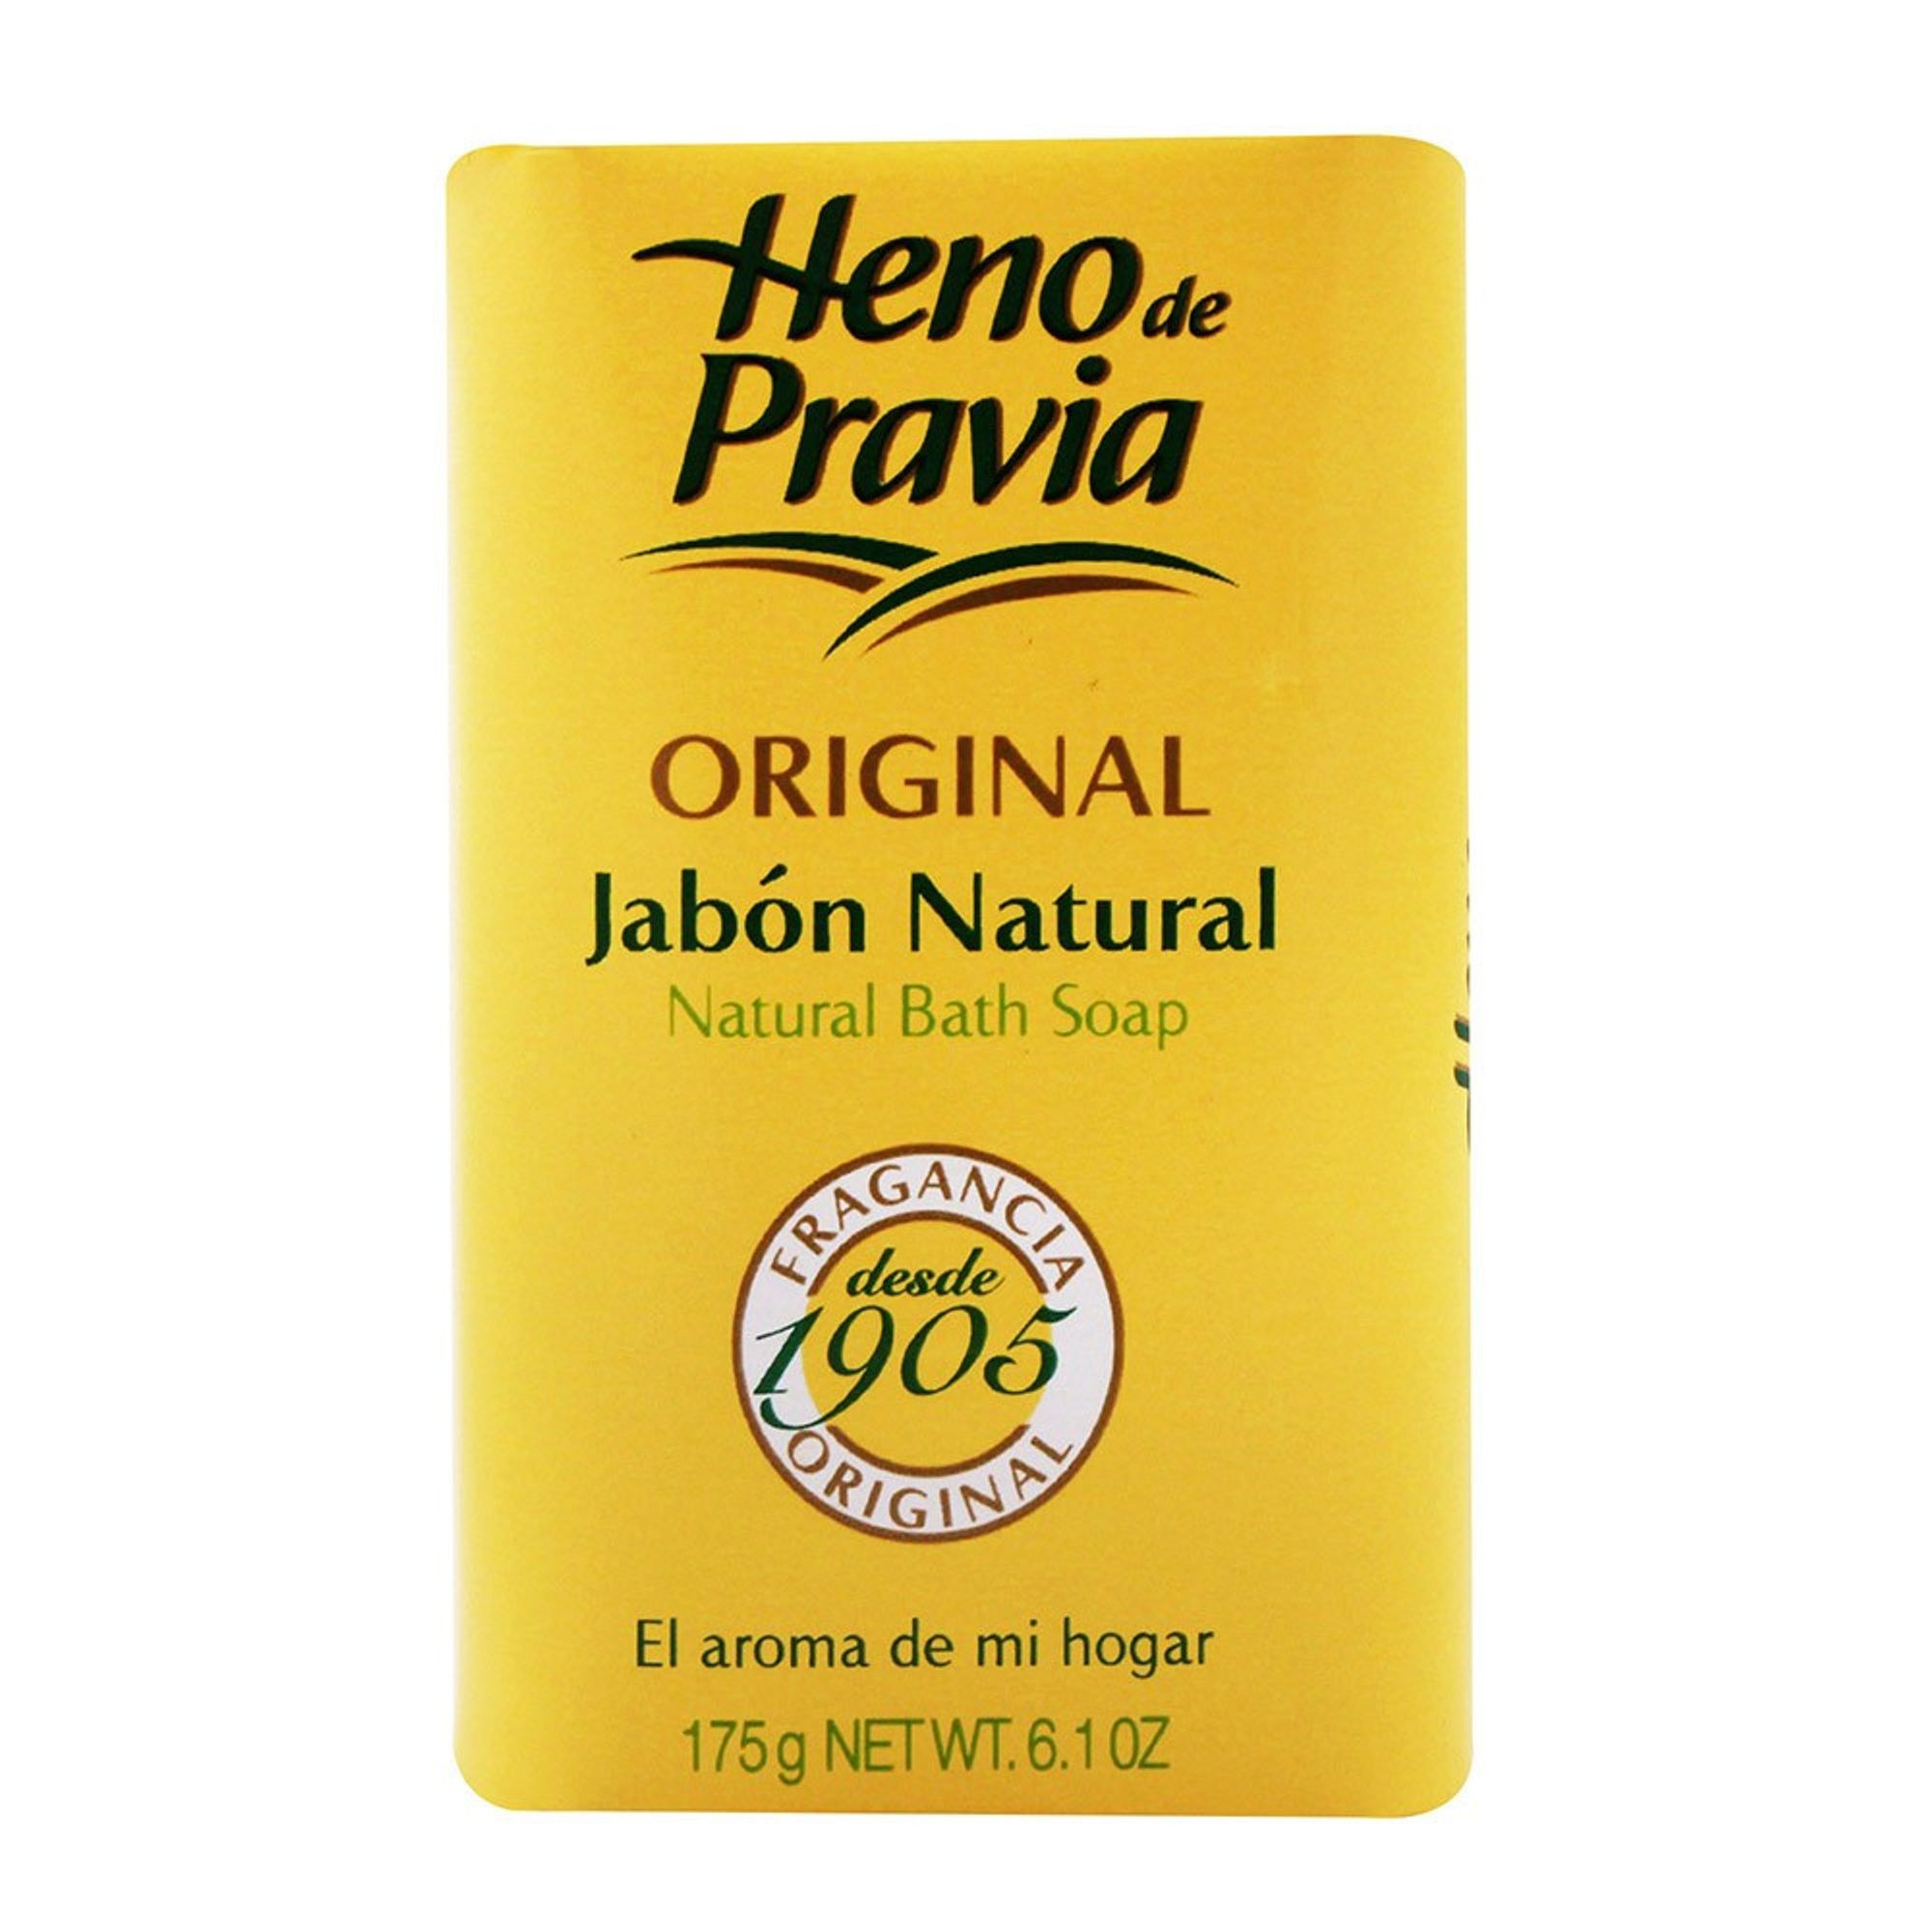 Heno de
Pravia
ORIGINAL
Jabón Natural
Natural Bath Soap
FRAGANCIA
desde
1905
ORIGINAL
El aroma de mi hogar
175g NET WT. 6.1 OZ